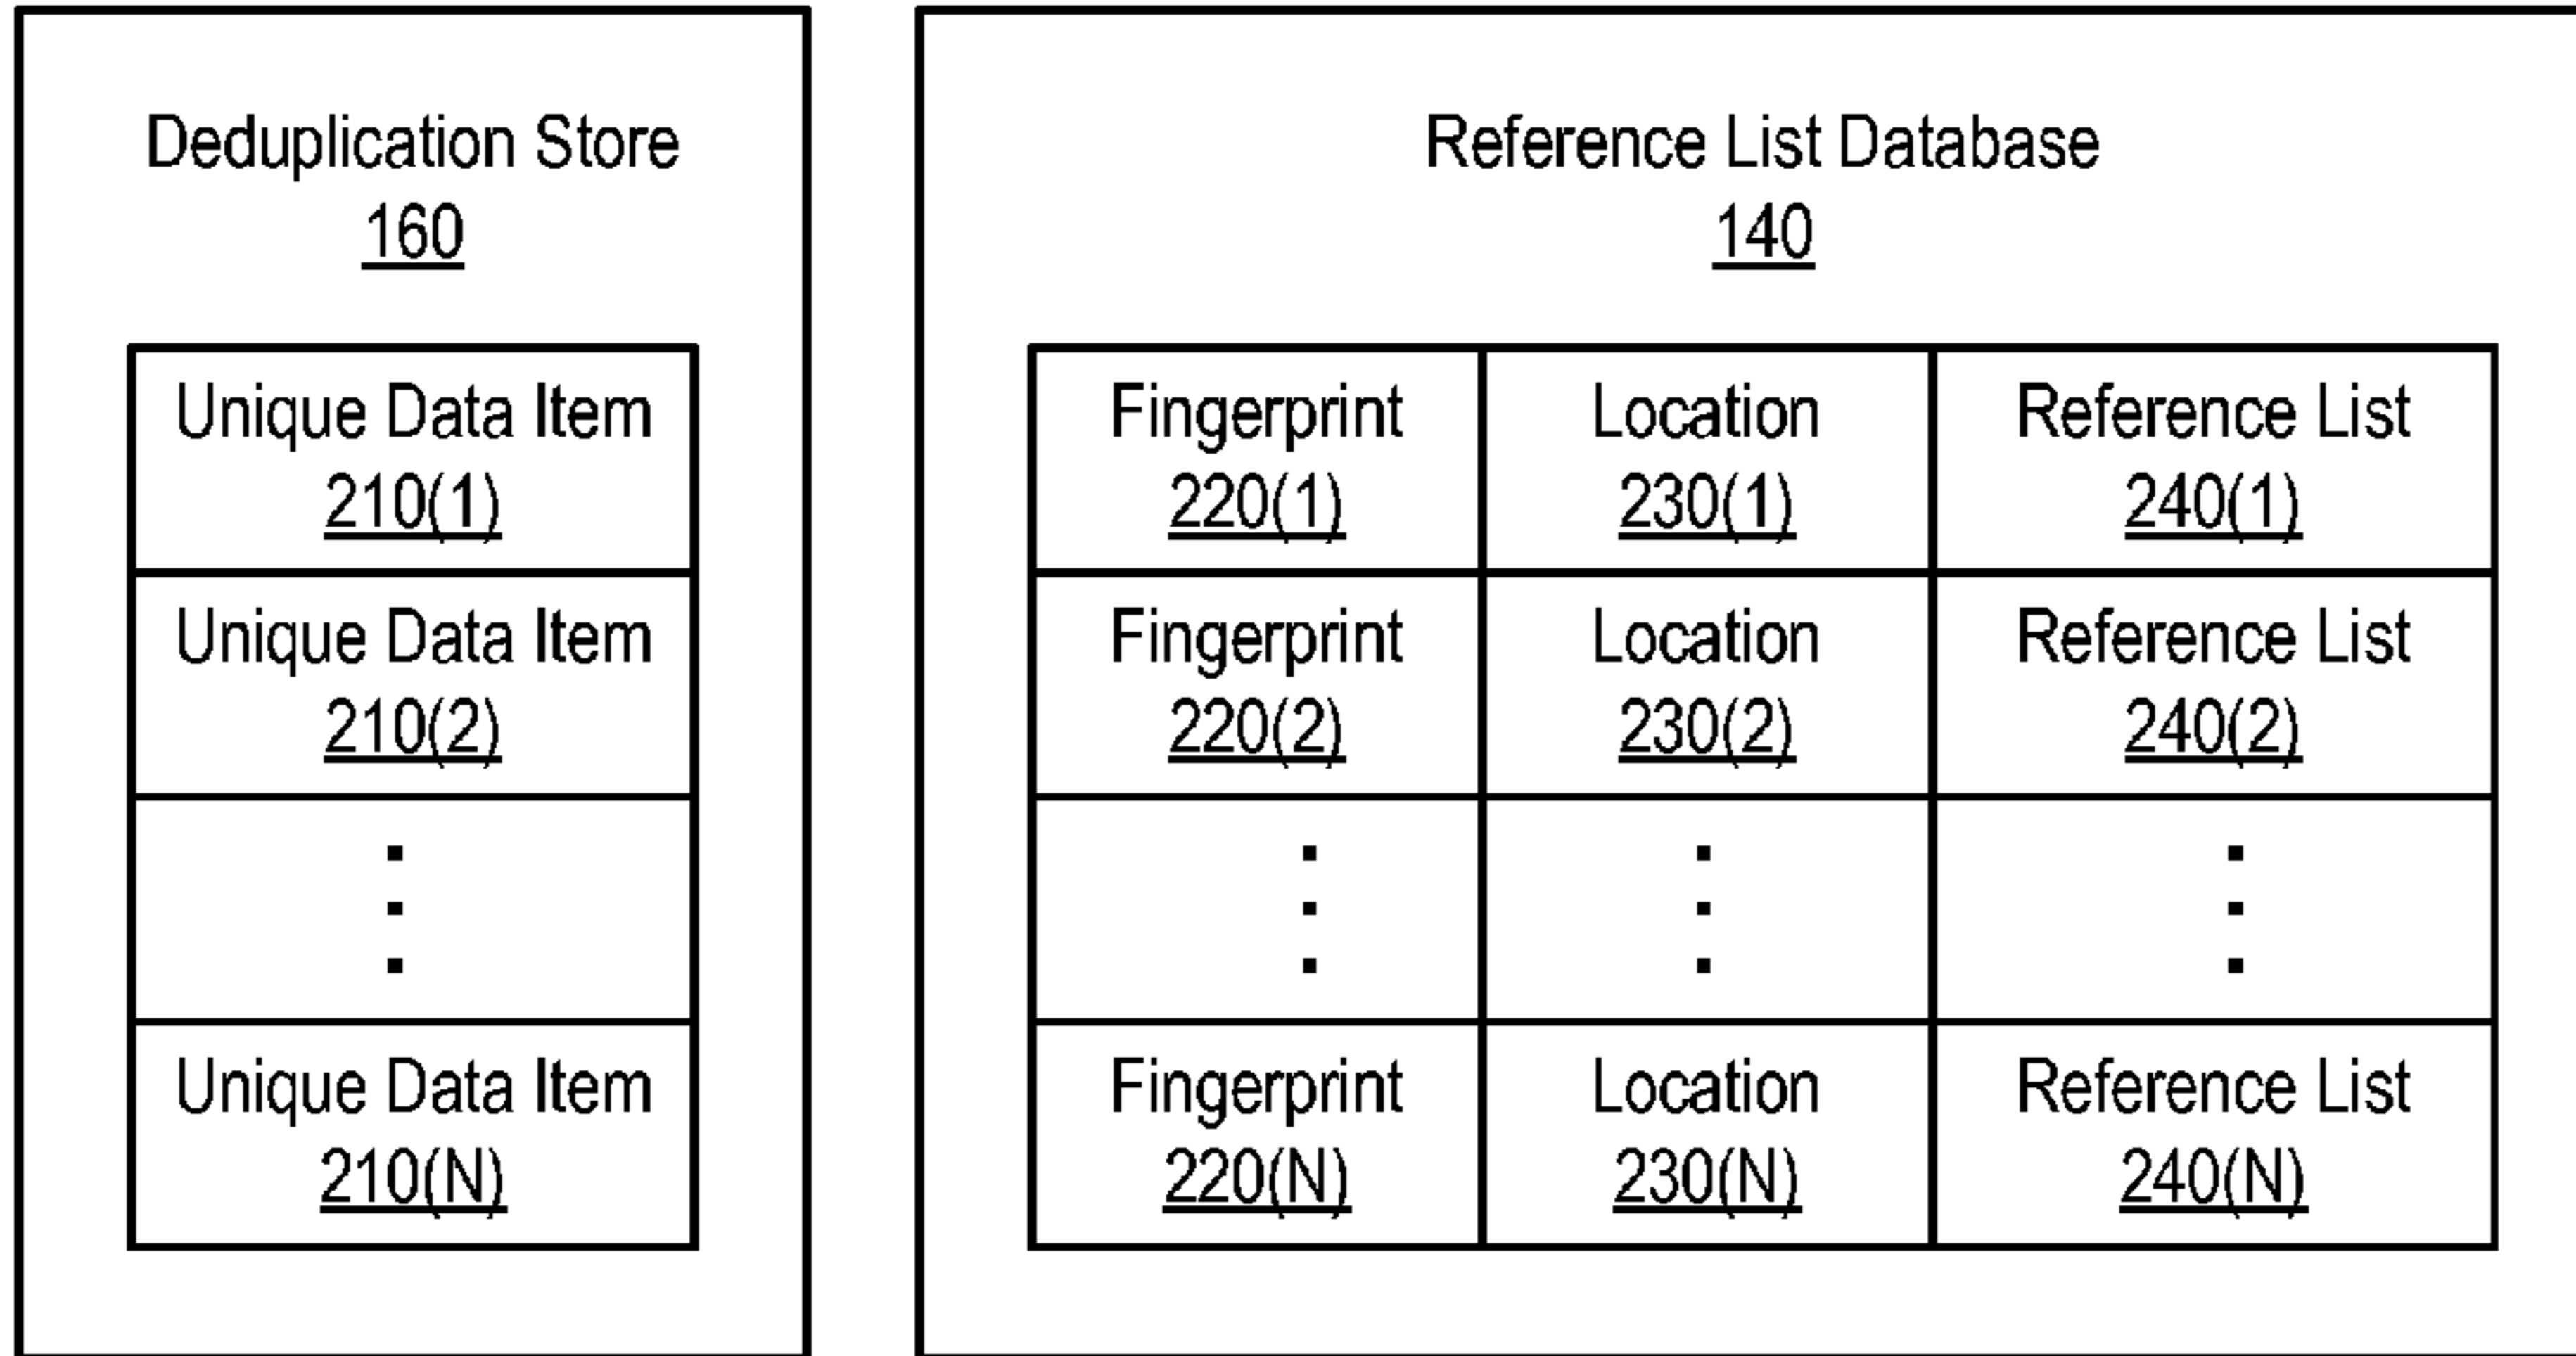 Deduplication Store
160
Unique Data Item
210(1)
Unique Data Item
210(2)
Unique Data Item
210(N)
Reference List Database
140
Fingerprint
220(1)
Location
230(1)
Reference List
240(1)
Fingerprint
220(2)
Location
230(2)
Reference List
240(2)
Fingerprint
220(N)
Location
230(N)
Reference List
240(N)